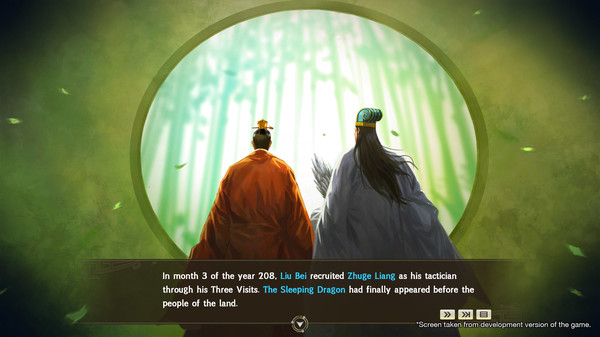 In month 3 of the year 208, Liu Bei recruited Zhuge Liang as his tactician
through his Three Visits. The Sleeping Dragon had finally appeared before the
people of the land.
*Screen taken from development version of the game.